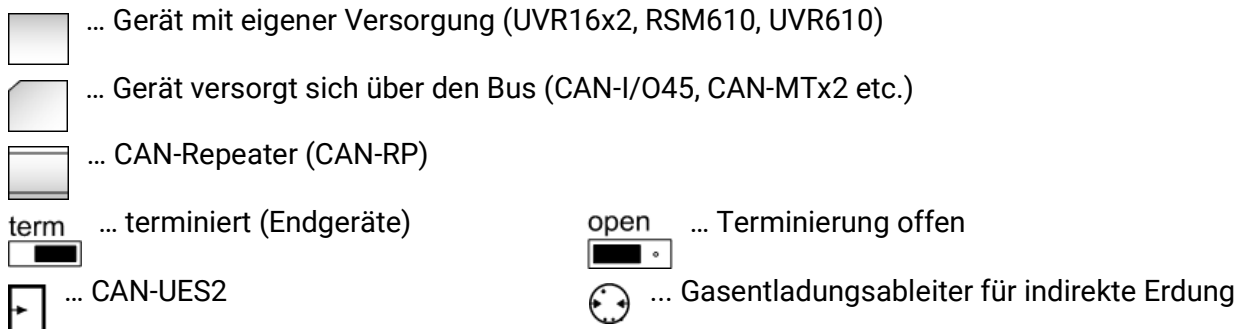 ... Gerät mit eigener Versorgung (UVR16x2, RSM610, UVR610)
... Gerät versorgt sich über den Bus (CAN-I/O45, CAN-MTx2 etc.)
... CAN-Repeater (CAN-RP)
term ... terminiert (Endgeräte) open ... Terminierung offen
... CAN-UES2 ... Gasentladungsableiter für indirekte Erdung